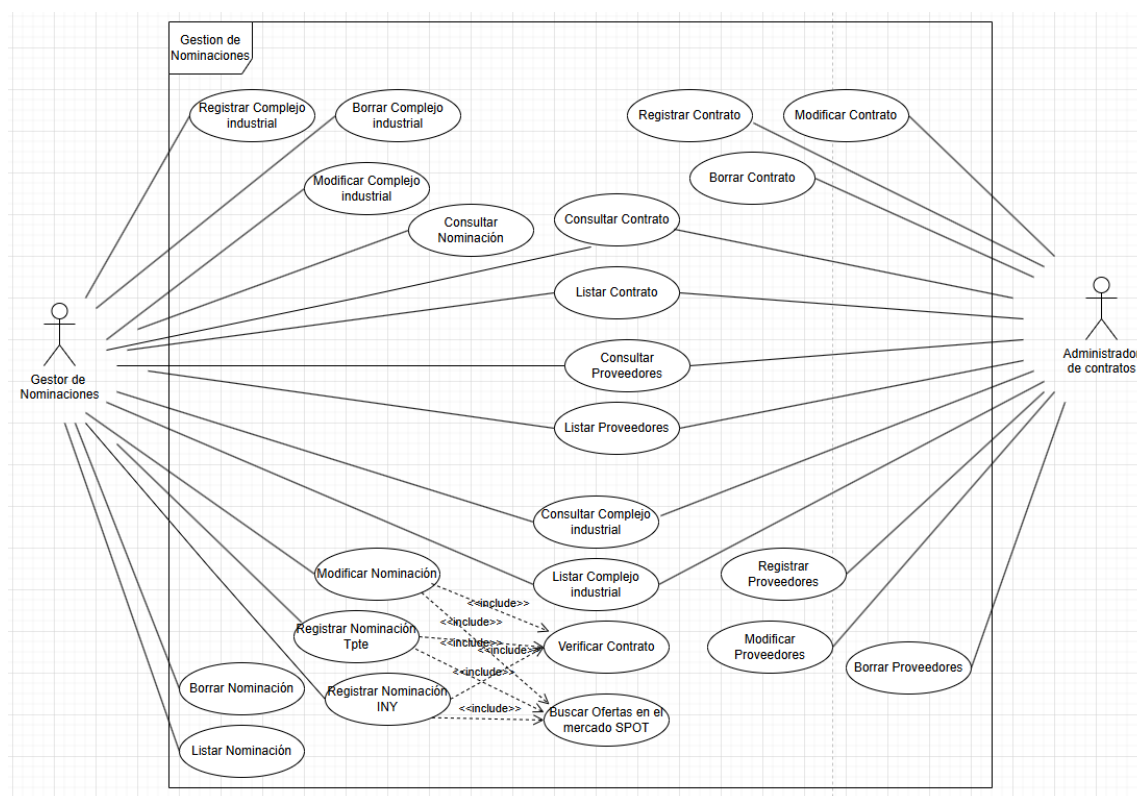 Gestion de
Nominaciones
Registrar Complejo
industrial
Borrar Complejo
industrial
Registrar Contrato
Modificar Contrato
Modificar Complejo
industrial
Borrar Contrato
Consultar
Nominación
Consultar Contrato
Listar Contrato
Gestor de
Nominaciones
Consultar
Proveedores
Administrador
de contratos
Listar Proveedores
Consultar Complejo
industrial
Modificar Nominación
Listar Complejo
industrial
Registrar
Proveedores
<<include>>
<<include>>
Registrar Nominación
Tpte
<<include>>
<<include>>
Verificar Contrato
Modificar
Proveedores
Borrar Proveedores
<<include>>
Borrar Nominación
Registrar Nominación
INY
<<include>>
Buscar Ofertas en el
mercado SPOT
Listar Nominación